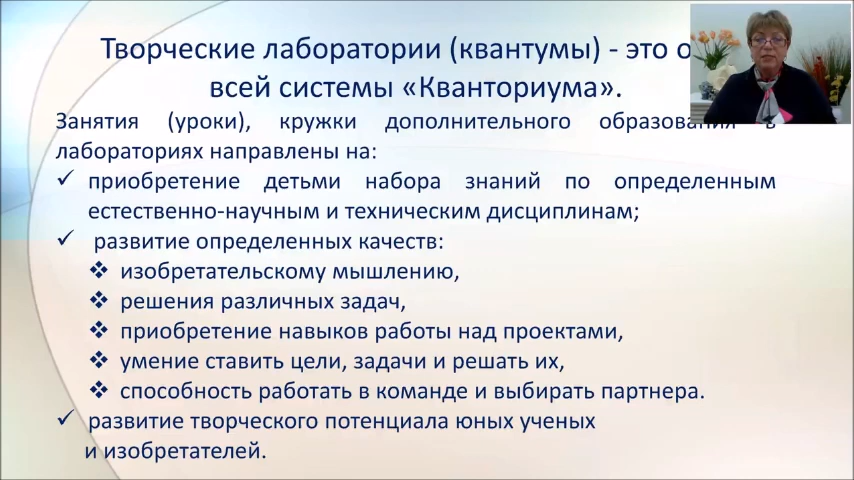 Творческие лаборатории (квантумы) - это
всей системы «Кванториума».
Занятия (уроки), кружки дополнительного образования в
лабораториях направлены на:
приобретение детьми набора знаний по определенным
естественно-научным и техническим дисциплинам;
развитие определенных качеств:
изобретательскому мышлению,
решения различных задач,
приобретение навыков работы над проектами,
умение ставить цели, задачи и решать их,
способность работать в команде и выбирать партнера.
развитие творческого потенциала юных ученых
и изобретателей.